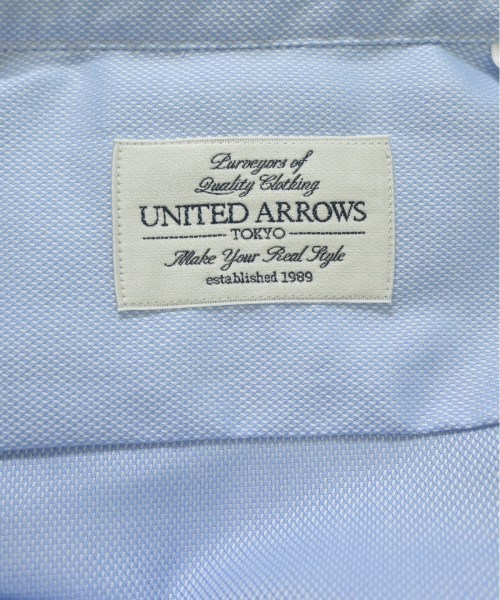 Purveyors of
Quality Clothing
UNITED ARROWS
TOKYO
Make Your Real Style
established 1989